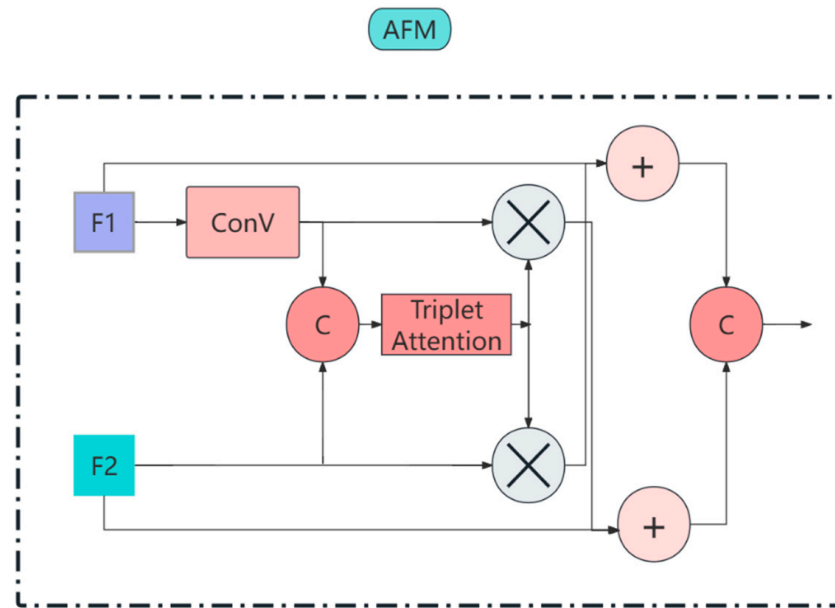 AFM
+
F1
ConV
C
Triplet
Attention
C
F2
+